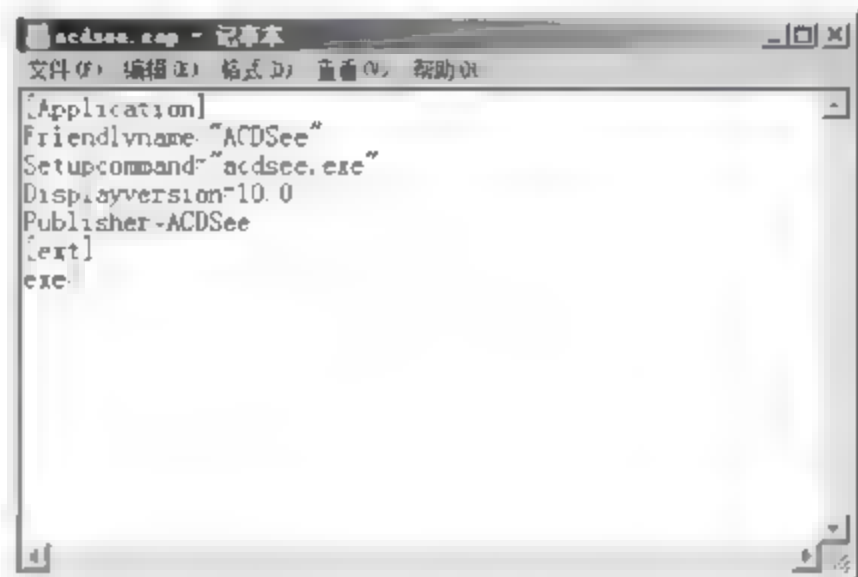 acdsee.zap - 记事本
文件(F) 编辑(E) 格式(O) 查看(V) 帮助(H)
[Application]
Friendlyname="ACDSee"
Setupcommand="acdsee.exe"
Displayversion=10.0
Publisher=ACDSee
[ext]
exe=